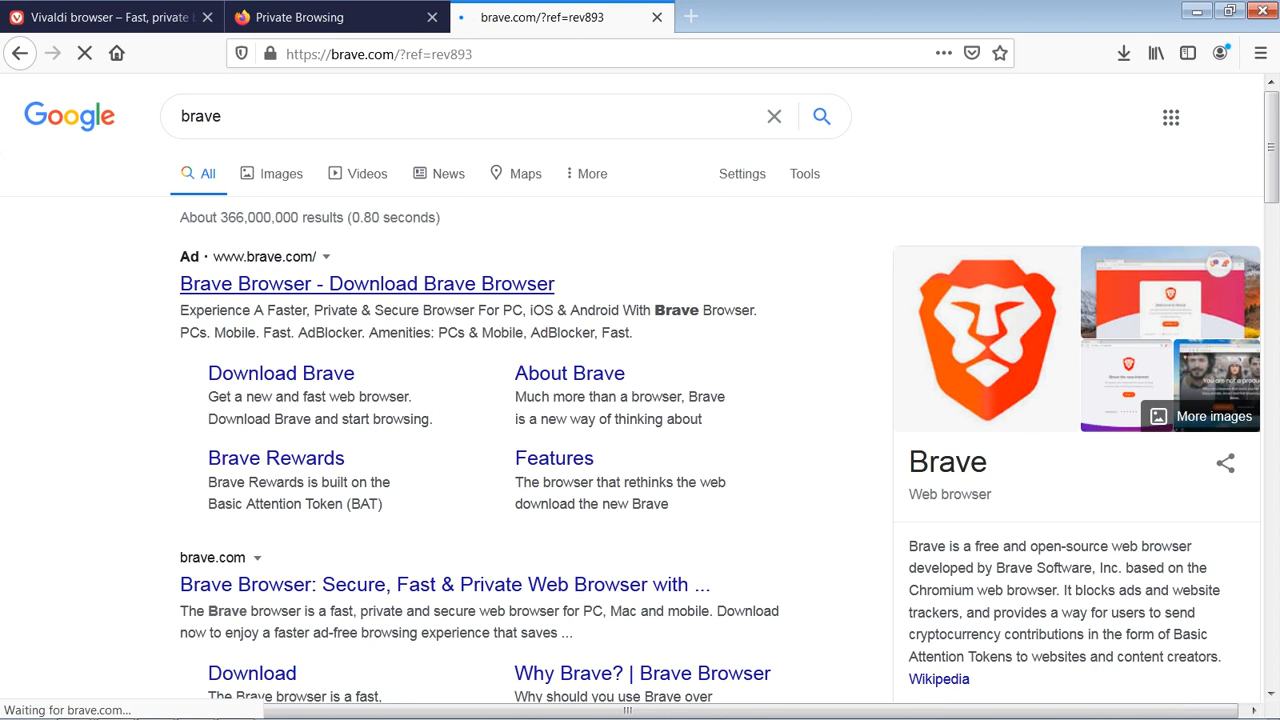 Vivaldi browser – Fast, private
Private Browsing
brave.com/?ref=rev893
https://brave.com/?ref=rev893
Google
brave
All
Images
Videos
News
Maps
More
Settings
Tools
About 366,000,000 results (0.80 seconds)
Ad · www.brave.com/
Brave Browser - Download Brave Browser
Experience A Faster, Private & Secure Browser For PC, iOS & Android With Brave Browser.
PCs. Mobile. Fast. AdBlocker. Amenities: PCs & Mobile, AdBlocker, Fast.
Download Brave
Get a new and fast web browser.
Download Brave and start browsing.
About Brave
Much more than a browser, Brave
is a new way of thinking about
Brave Rewards
Brave Rewards is built on the
Basic Attention Token (BAT)
Features
The browser that rethinks the web
download the new Brave
brave.com
Brave Browser: Secure, Fast & Private Web Browser with ...
The Brave browser is a fast, private and secure web browser for PC, Mac and mobile. Download
now to enjoy a faster ad-free browsing experience that saves ...
Download
The Brave browser is a fast,
Why Brave? | Brave Browser
Why should you use Brave over
More images
Brave
Web browser
Brave is a free and open-source web browser
developed by Brave Software, Inc. based on the
Chromium web browser. It blocks ads and website
trackers, and provides a way for users to send
cryptocurrency contributions in the form of Basic
Attention Tokens to websites and content creators.
Wikipedia
Waiting for brave.com...